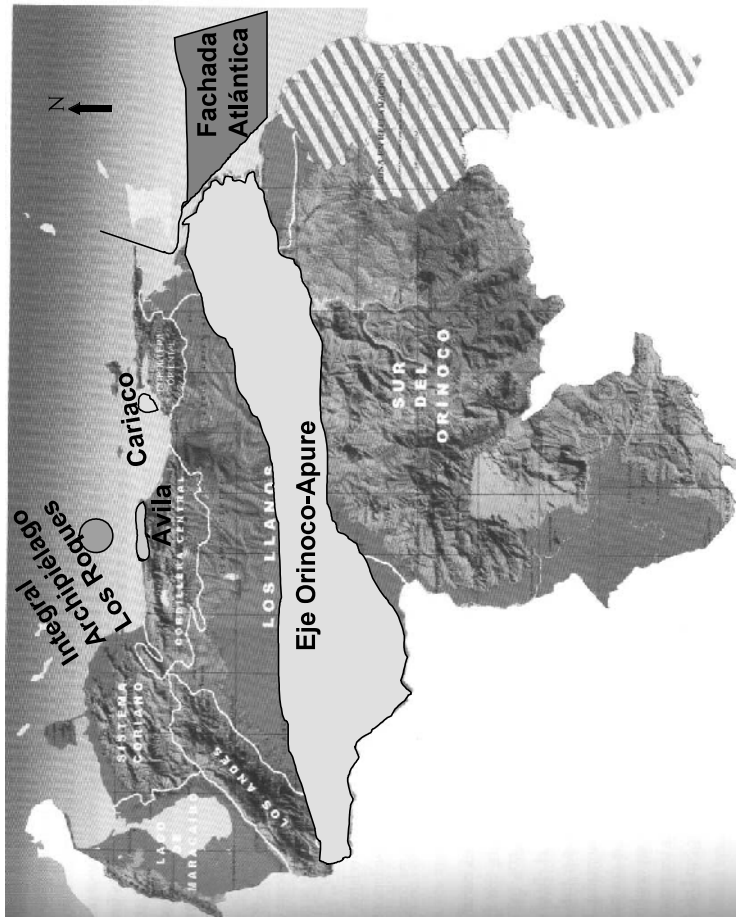 N
Fachada
Atlántica
Integral
Archipiélago
Los Roques
Cariaco
Ávila
SISTEMA
CORIANO
CORDILLERA CENTRAL
LAGO
DE
MARACAIBO
LOS ANDES
LOS LLANOS
Eje Orinoco-Apure
SUR
DEL
ORINOCO